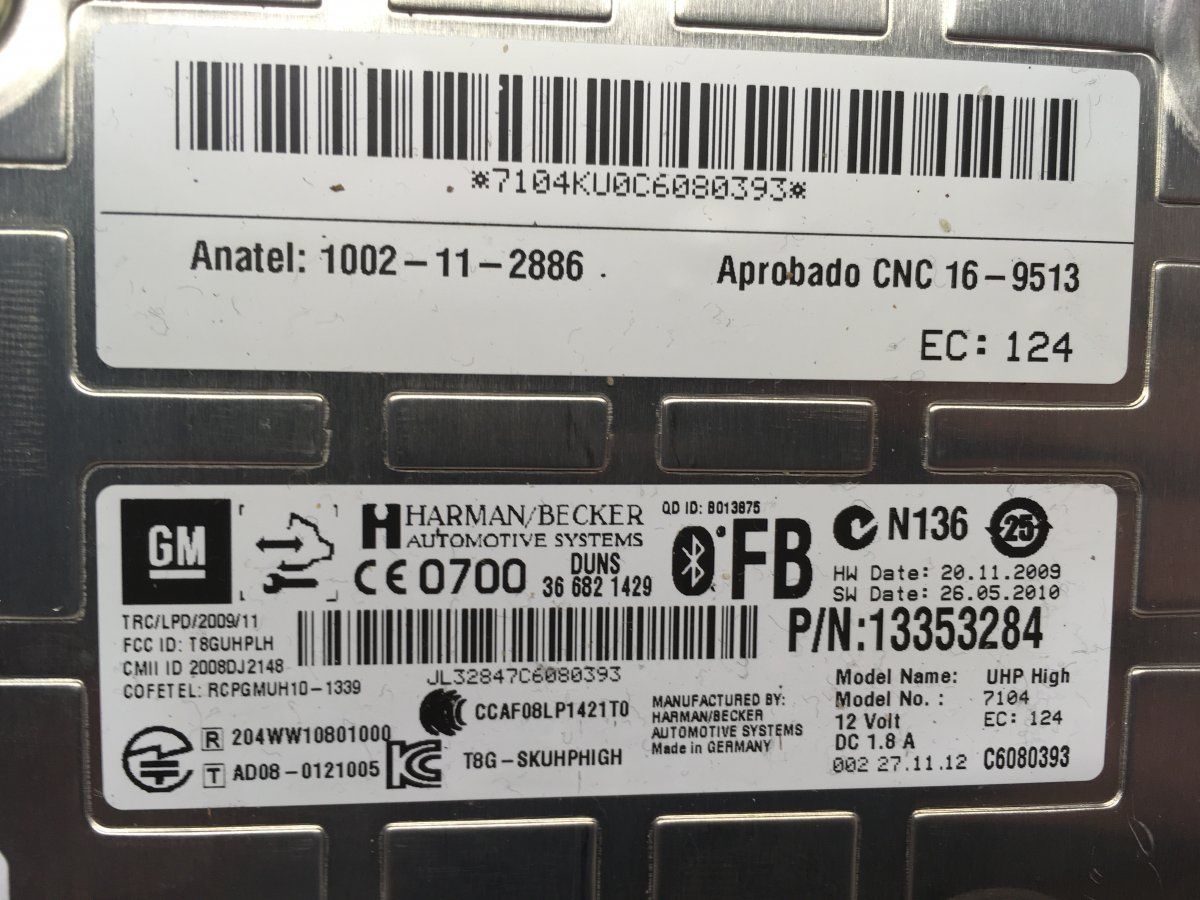 *7104KU0C6080393*
Anatel: 1002-11-2886 .
Aprobado CNC 16-9513
EC: 124
GM
HARMAN/BECKER
AUTOMOTIVE SYSTEMS
CE 0700
DUNS
36 682 1429
QD ID: B013875
FB
N136
25
HW Date: 20.11.2009
SW Date: 26.05.2010
P/N:13353284
TRC/LPD/2009/11
FCC ID: T8GUHPLH
CMII ID 2008DJ2148
COFETEL: RCPGMUH10-1339
JL32847C6080393
CCAF08LP1421T0
R 204WW10801000
T AD08-0121005
KC
T8G-SKUHPHIGH
MANUFACTURED BY:
HARMAN/BECKER
AUTOMOTIVE SYSTEMS
Made in GERMANY
Model Name: UHP High
Model No.: 7104
12 Volt EC: 124
DC 1.8 A
002 27.11.12 C6080393